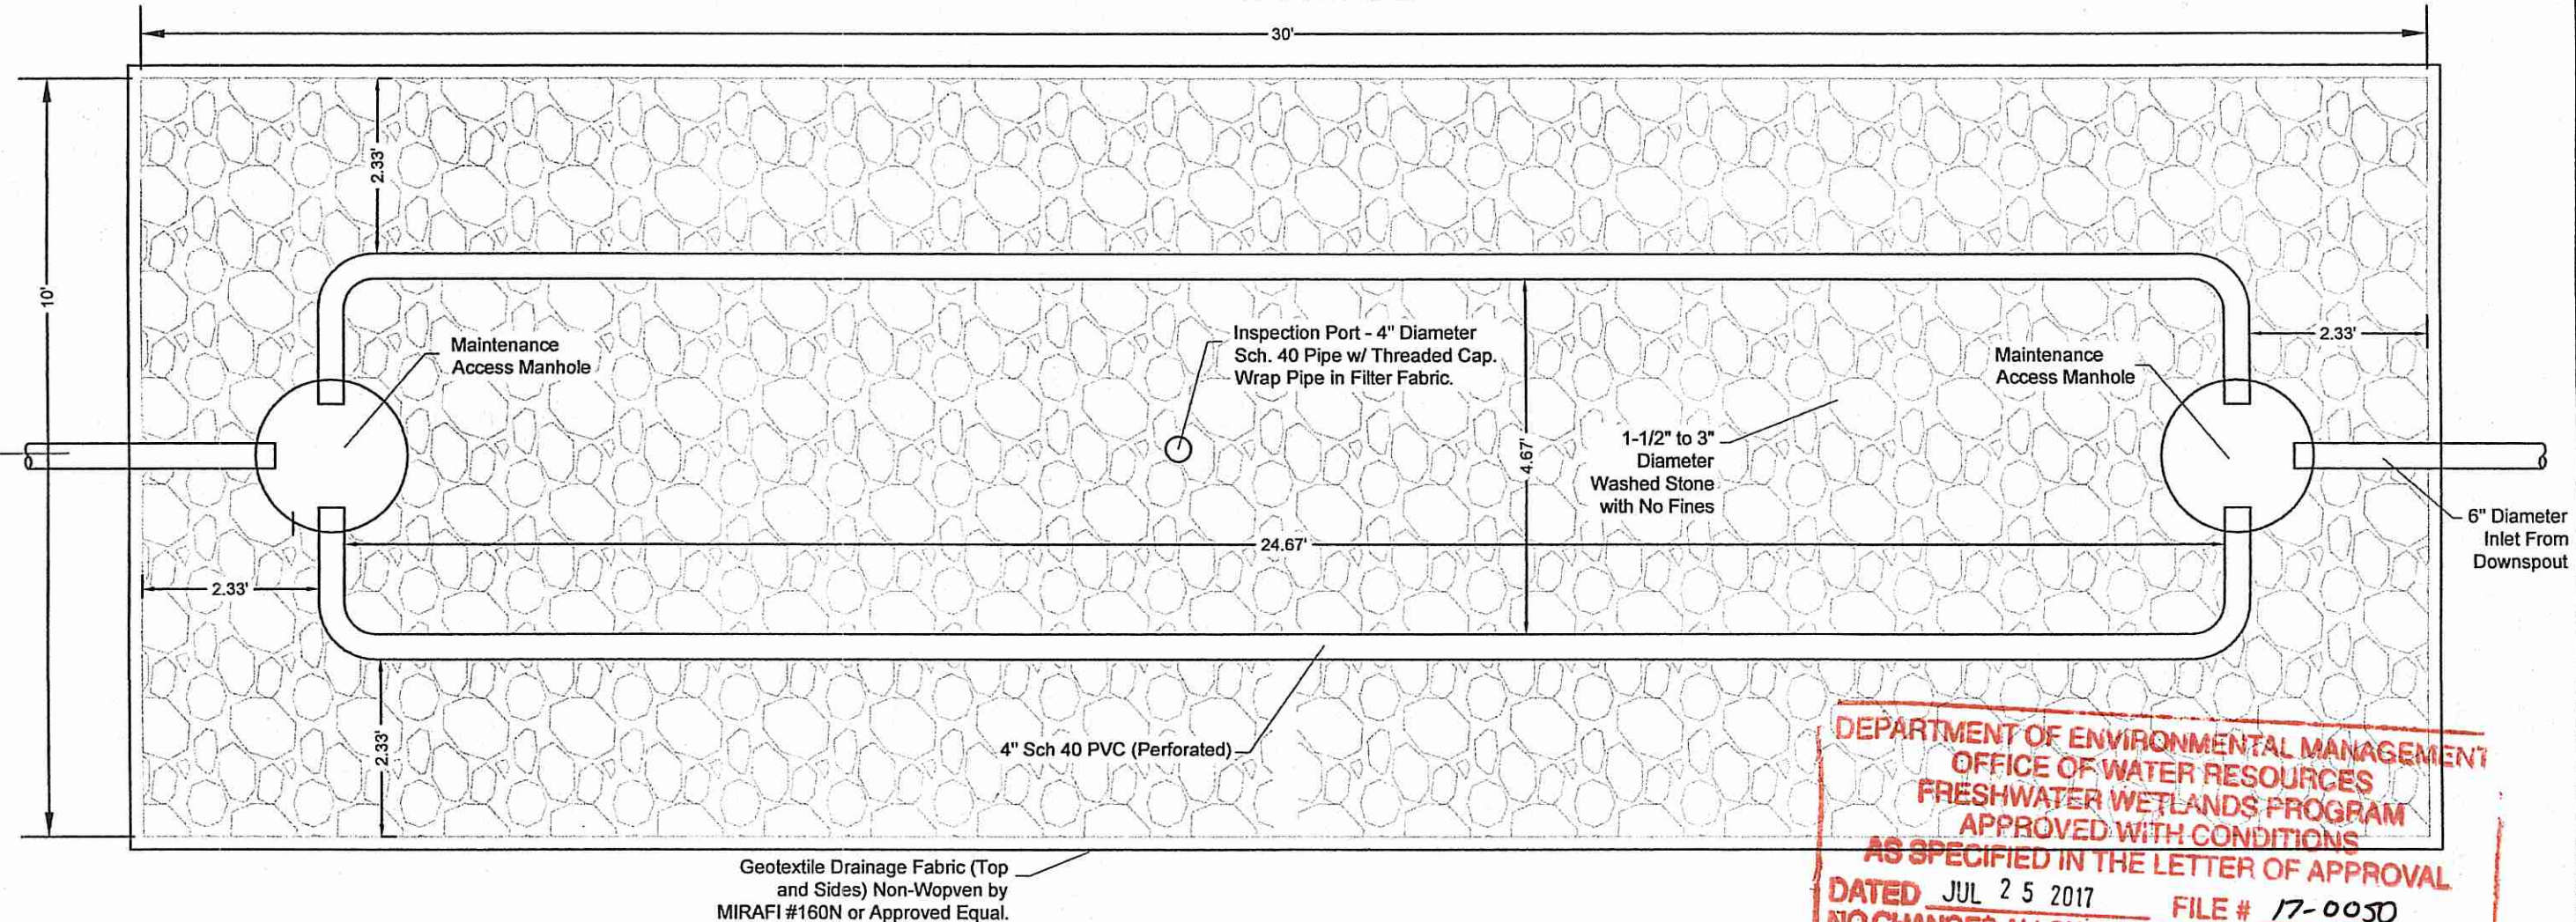 30'
10'
2.33'
Maintenance
Access Manhole
Inspection Port - 4" Diameter
Sch. 40 Pipe w/ Threaded Cap.
Wrap Pipe in Filter Fabric.
Maintenance
Access Manhole
2.33'
1-1/2" to 3"
Diameter
Washed Stone
with No Fines
4.67'
6" Diameter
Inlet From
Downspout
24.67'
2.33'
2.33'
4" Sch 40 PVC (Perforated)
Geotextile Drainage Fabric (Top
and Sides) Non-Wopven by
MIRAFI #160N or Approved Equal.
DEPARTMENT OF ENVIRONMENTAL MANAGEMENT
OFFICE OF WATER RESOURCES
FRESHWATER WETLANDS PROGRAM
APPROVED WITH CONDITIONS
AS SPECIFIED IN THE LETTER OF APPROVAL
DATED JUL 25 2017 FILE # 17-0050